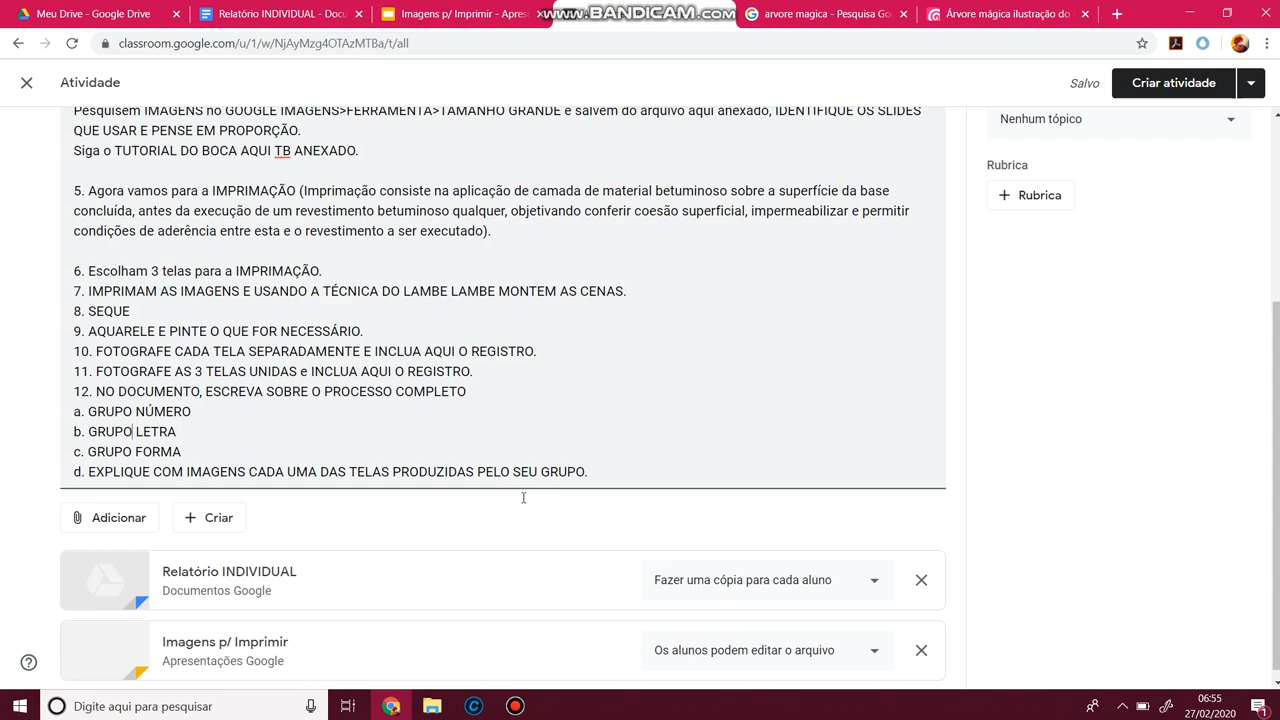 Meu Drive - Google Drive
Relatório INDIVIDUAL - Docu
Imagens p/ Imprimir - Apres
www.BANDICAM.com
arvore magica - Pesquisa Go
Árvore mágica ilustração do
classroom.google.com/u/1/w/NjAyMzg4OTAzMTBa/t/all
Atividade
Salvo
Criar atividade
Pesquisem IMAGENS no GOOGLE IMAGENS>FERRAMENTA>TAMANHO GRANDE e salvem do arquivo aqui anexado, IDENTIFIQUE OS SLIDES
QUE USAR E PENSE EM PROPORÇÃO.
Siga o TUTORIAL DO BOCA AQUI TB ANEXADO.
5. Agora vamos para a IMPRIMAÇÃO (Imprimação consiste na aplicação de camada de material betuminoso sobre a superfície da base
concluída, antes da execução de um revestimento betuminoso qualquer, objetivando conferir coesão superficial, impermeabilizar e permitir
condições de aderência entre esta e o revestimento a ser executado).
6. Escolham 3 telas para a IMPRIMAÇÃO.
7. IMPRIMAM AS IMAGENS E USANDO A TÉCNICA DO LAMBE LAMBE MONTEM AS CENAS.
8. SEQUE
9. AQUARELE E PINTE O QUE FOR NECESSÁRIO.
10. FOTOGRAFE CADA TELA SEPARADAMENTE E INCLUA AQUI O REGISTRO.
11. FOTOGRAFE AS 3 TELAS UNIDAS e INCLUA AQUI O REGISTRO.
12. NO DOCUMENTO, ESCREVA SOBRE O PROCESSO COMPLETO
a. GRUPO NÚMERO
b. GRUPO LETRA
c. GRUPO FORMA
d. EXPLIQUE COM IMAGENS CADA UMA DAS TELAS PRODUZIDAS PELO SEU GRUPO.
Adicionar
Criar
Relatório INDIVIDUAL
Documentos Google
Fazer uma cópia para cada aluno
Imagens p/ Imprimir
Apresentações Google
Os alunos podem editar o arquivo
Nenhum tópico
Rubrica
Rubrica
Digite aqui para pesquisar
06:55
27/02/2020
1